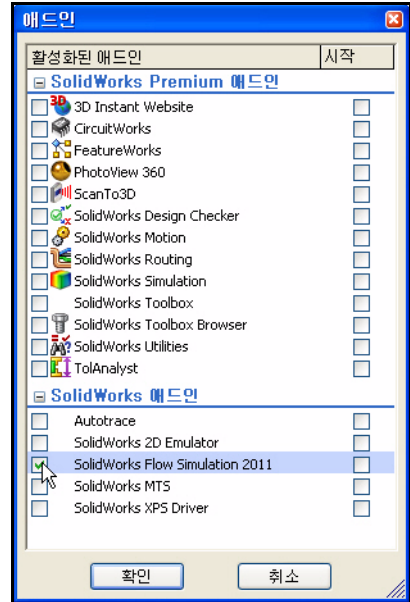 애드인
활성화된 애드인 시작
SolidWorks Premium 애드인
3D Instant Website
CircuitWorks
FeatureWorks
PhotoView 360
ScanTo3D
SolidWorks Design Checker
SolidWorks Motion
SolidWorks Routing
SolidWorks Simulation
SolidWorks Toolbox
SolidWorks Toolbox Browser
SolidWorks Utilities
TolAnalyst
SolidWorks 애드인
Autotrace
SolidWorks 2D Emulator
SolidWorks Flow Simulation 2011
SolidWorks MTS
SolidWorks XPS Driver
확인 취소